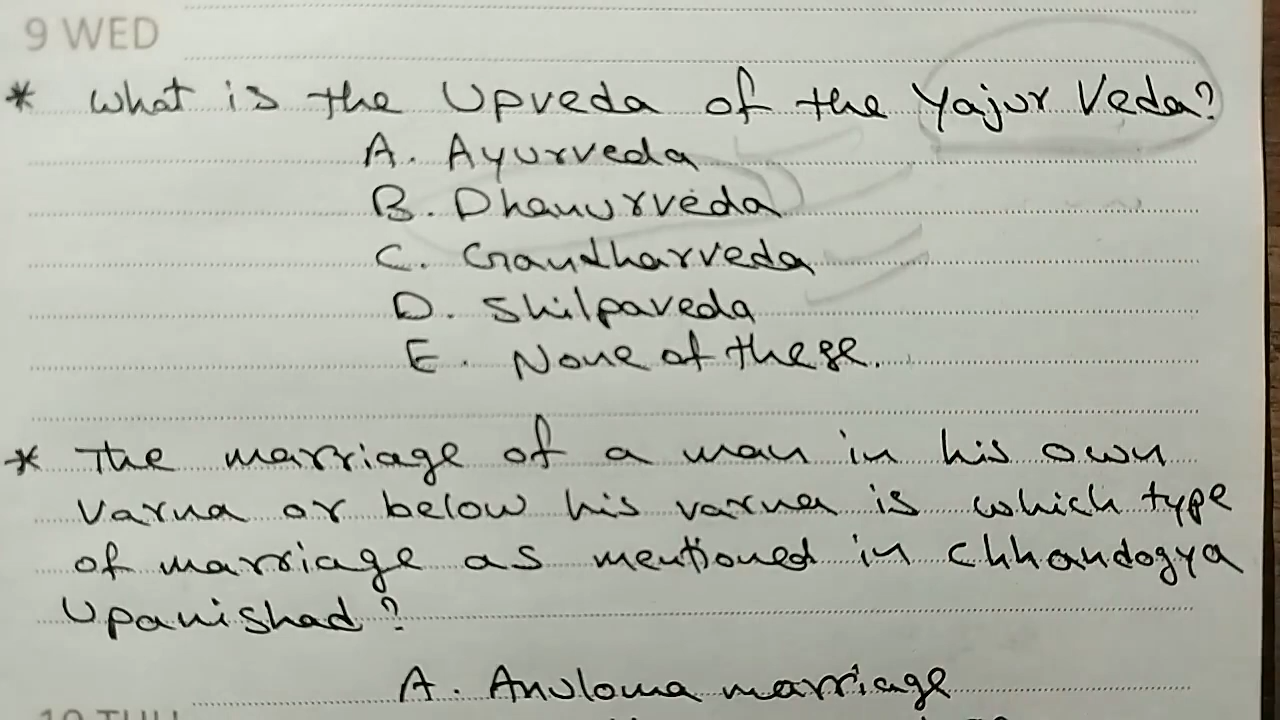 9 WED
* What is the Upveda of the Yajur Veda?
A. Ayurveda
B. Dhanurveda
C. Gandharveda
D. Shilpaveda
E. None of these.
* The marriage of a man in his own
varna or below his varna is which type
of marriage as mentioned in Chhandogya
Upanishad?
A. Anuloma marriage